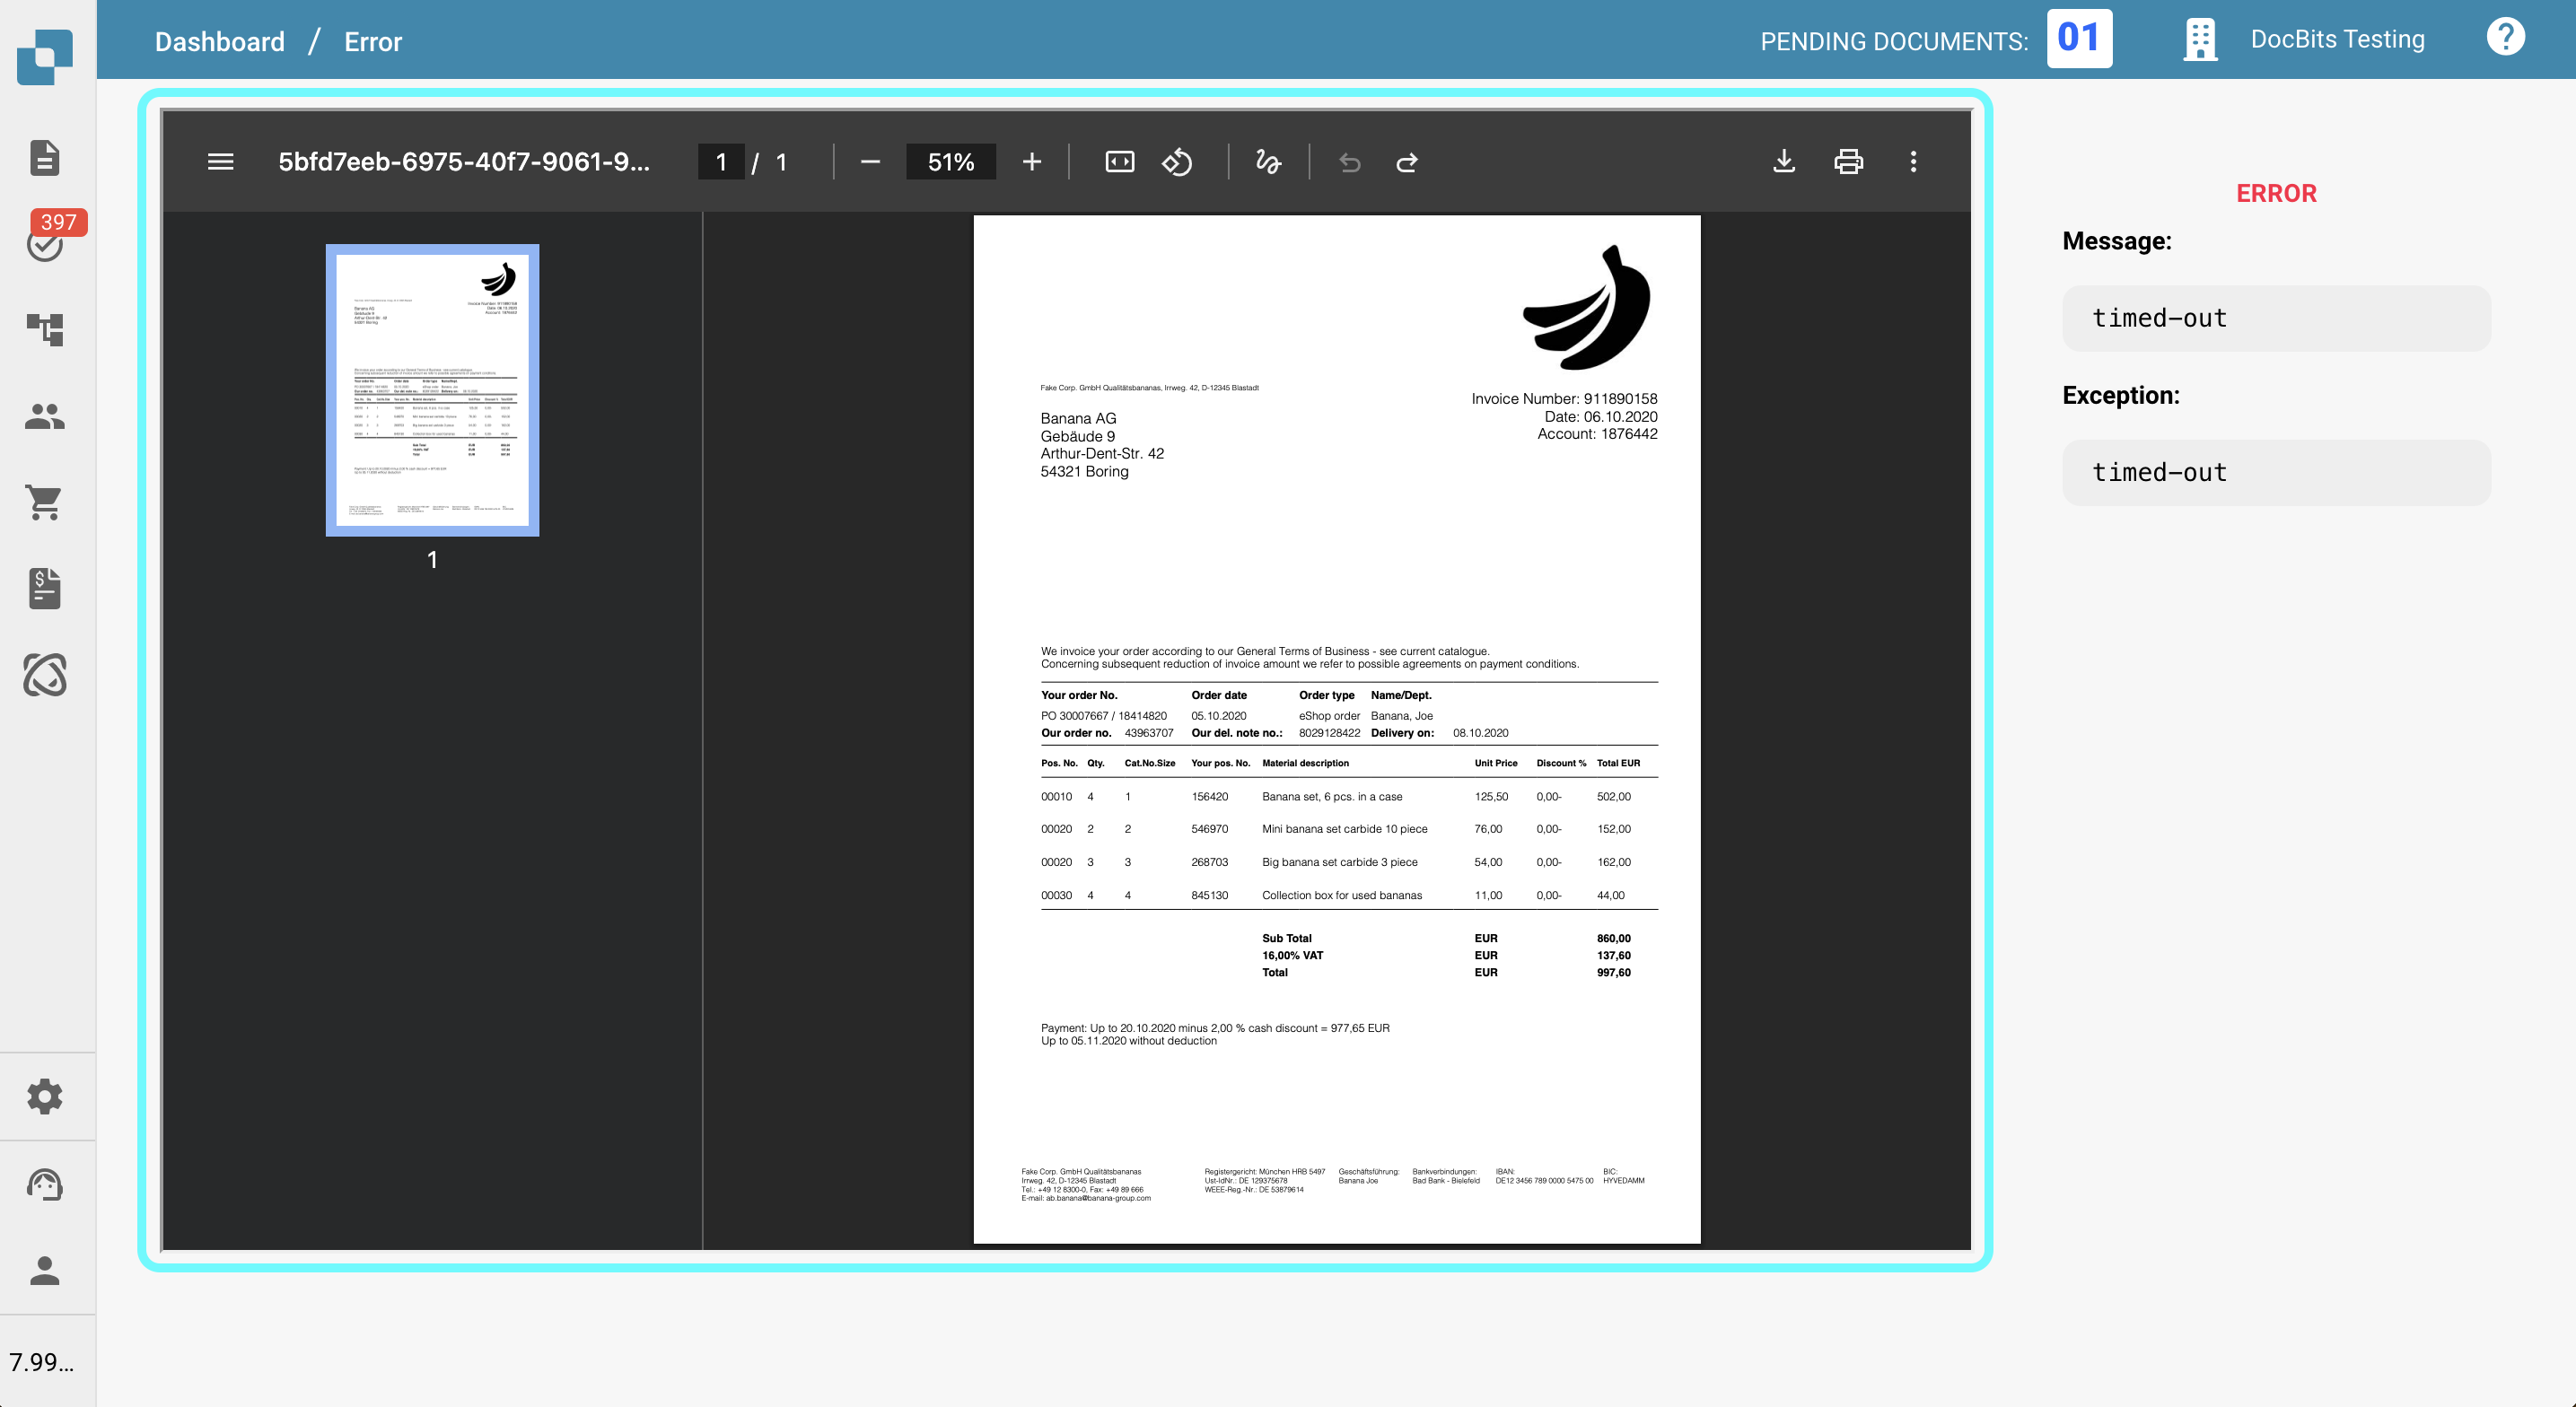 Dashboard / Error
PENDING DOCUMENTS: 01
DocBits Testing
397
7.99...
5bfd7eeb-6975-40f7-9061-9...
1 / 1
51%
1
Fake Corp. GmbH Qualitätsbananas, Irrweg. 42, D-12345 Blastadt
Banana AG
Gebäude 9
Arthur-Dent-Str. 42
54321 Boring
Invoice Number: 911890158
Date: 06.10.2020
Account: 1876442
We invoice your order according to our General Terms of Business - see current catalogue.
Concerning subsequent reduction of invoice amount we refer to possible agreements on payment conditions.
Your order No. Order date Order type Name/Dept.
PO 30007667 / 18414820 05.10.2020 eShop order Banana, Joe
Our order no. 43963707 Our del. note no.: 8029128422 Delivery on: 08.10.2020
Pos. No. Qty. Cat.No.Size Your pos. No. Material description Unit Price Discount % Total EUR
00010 4 1 156420 Banana set, 6 pcs. in a case 125,50 0,00- 502,00
00020 2 2 546970 Mini banana set carbide 10 piece 76,00 0,00- 152,00
00020 3 3 268703 Big banana set carbide 3 piece 54,00 0,00- 162,00
00030 4 4 845130 Collection box for used bananas 11,00 0,00- 44,00
Sub Total EUR 860,00
16,00% VAT EUR 137,60
Total EUR 997,60
Payment: Up to 20.10.2020 minus 2,00 % cash discount = 977,65 EUR
Up to 05.11.2020 without deduction
Fake Corp. GmbH Qualitätsbananas
Irrweg. 42, D-12345 Blastadt
Tel.: +49 12 8300-0, Fax: +49 89 666
E-mail: ab.banana@banana-group.com
Registergericht: München HRB 5497
Ust-IdNr.: DE 129375678
WEEE-Reg.-Nr.: DE 53879614
Geschäftsführung:
Banana Joe
Bankverbindungen:
Bad Bank - Bielefeld
IBAN:
DE12 3456 789 0000 5475 00
BIC:
HYVEDAMM
ERROR
Message:
timed-out
Exception:
timed-out